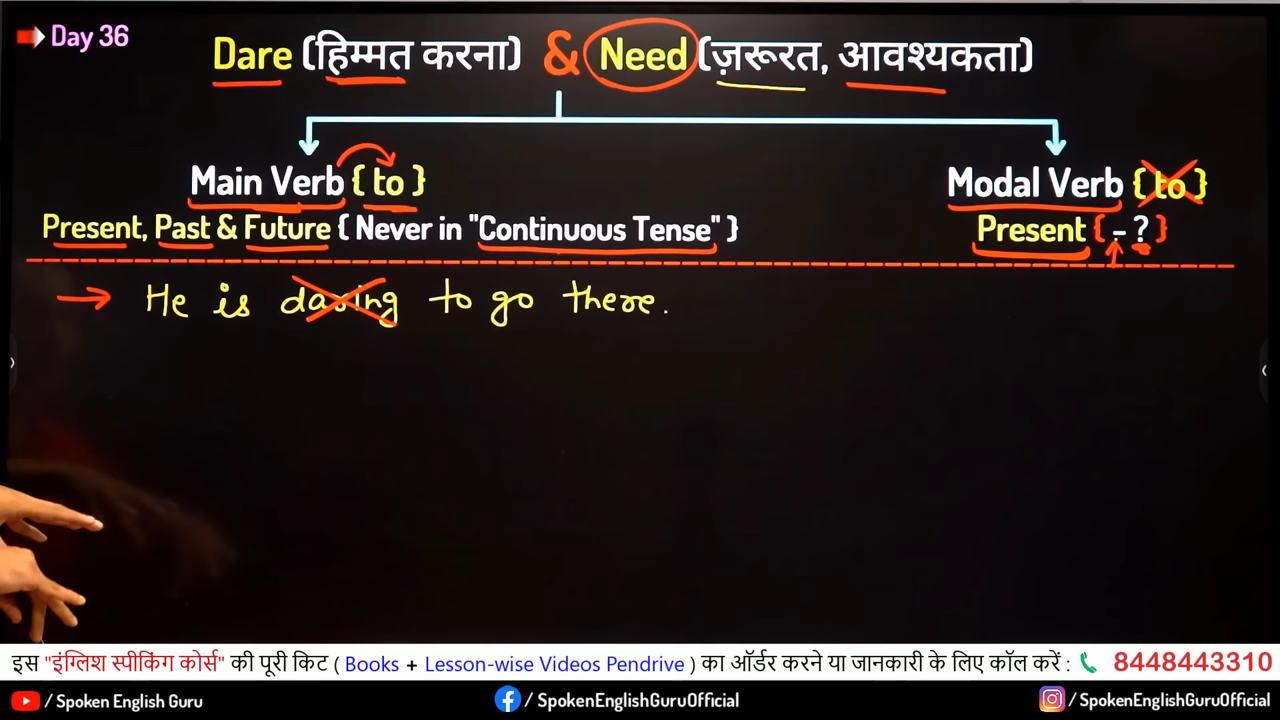 Day 36
Dare (हिम्मत करना) & Need (ज़रूरत, आवश्यकता)
Main Verb { to }
Modal Verb { to }
Present, Past & Future { Never in "Continuous Tense" }
Present { - ? }
He is daring to go there.
इस "इंग्लिश स्पीकिंग कोर्स" की पूरी किट ( Books + Lesson-wise Videos Pendrive ) का ऑर्डर करने या जानकारी के लिए कॉल करें : 8448443310
/ Spoken English Guru
/ SpokenEnglishGuruOfficial
/ SpokenEnglishGuruOfficial